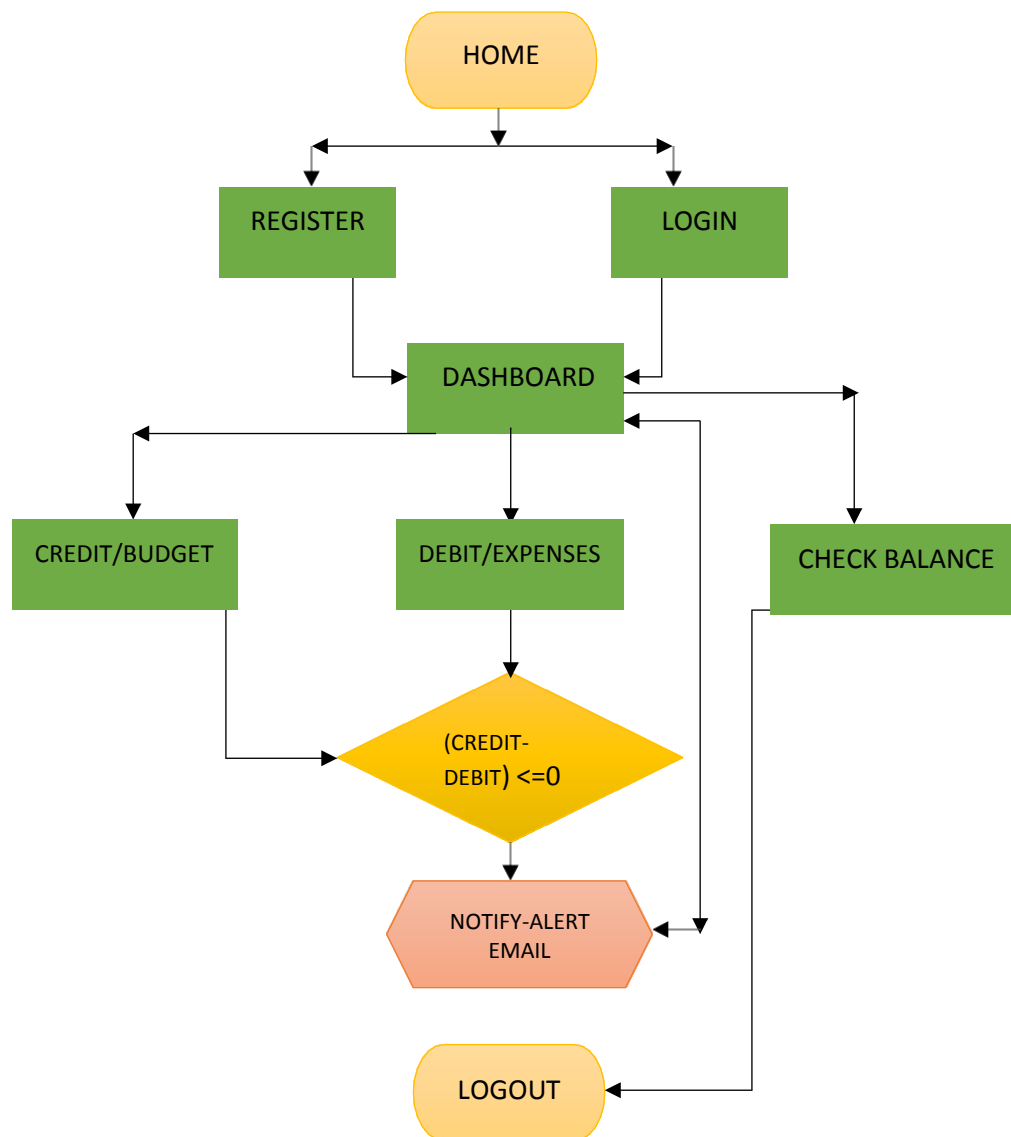 HOME
REGISTER
LOGIN
DASHBOARD
CREDIT/BUDGET
DEBIT/EXPENSES
CHECK BALANCE
(CREDIT-
DEBIT) <=0
NOTIFY-ALERT
EMAIL
LOGOUT